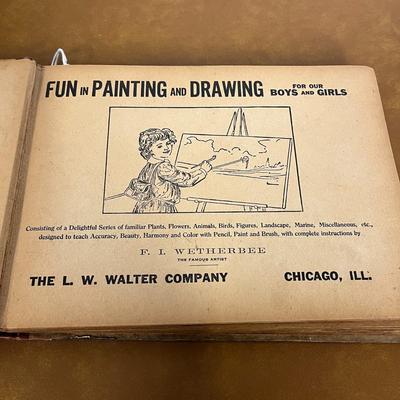 FUN IN PAINTING AND DRAWING FOR OUR BOYS AND GIRLS
Consisting of a Delightful Series of familiar Plants, Flowers, Animals, Birds, Figures, Landscape, Marine, Miscellaneous, etc.,
designed to teach Accuracy, Beauty, Harmony and Color with Pencil, Paint and Brush, with complete instructions by
F. I. WETHERBEE
THE FAMOUS ARTIST
THE L. W. WALTER COMPANY CHICAGO, ILL.